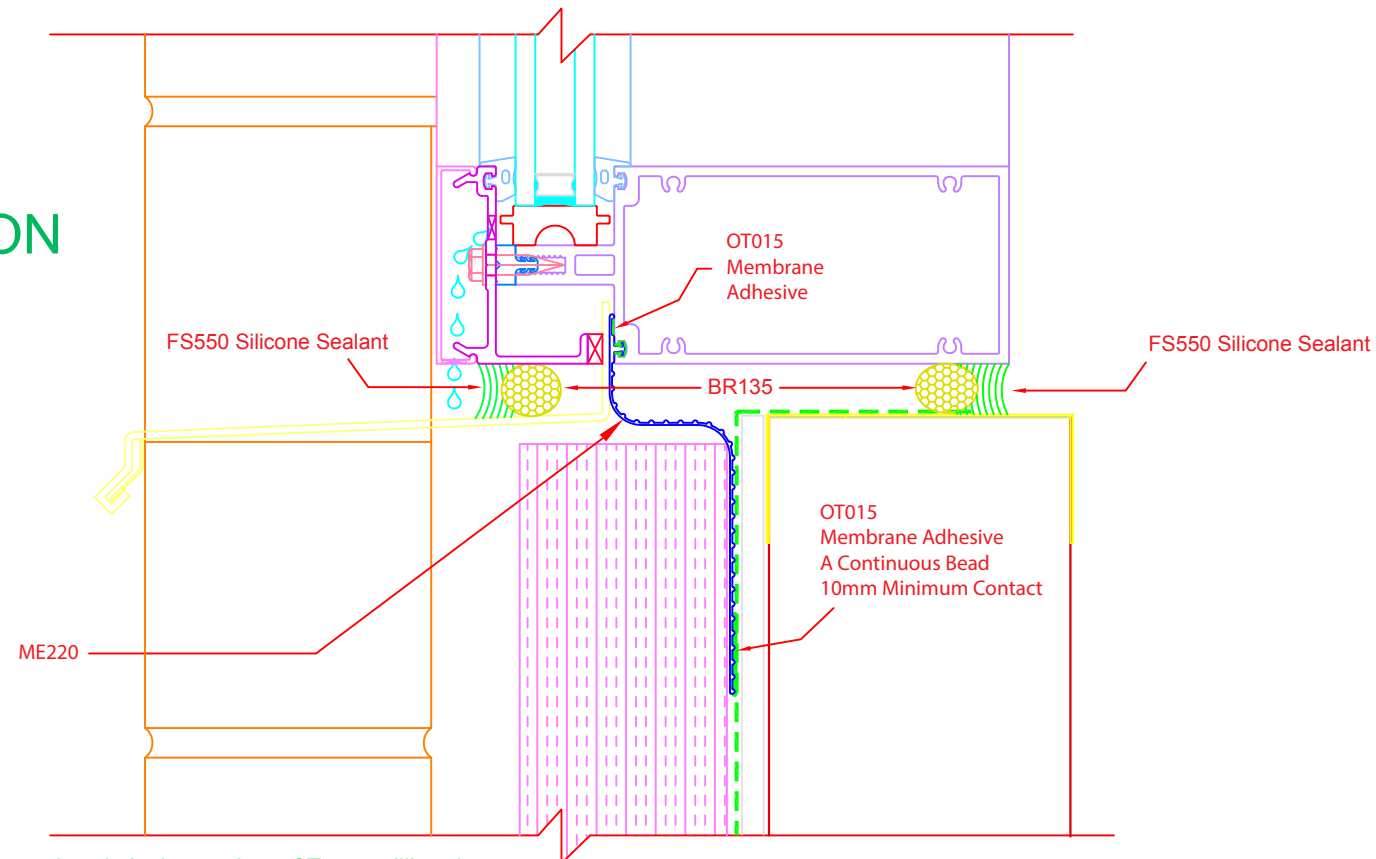 ON
OT015
Membrane
Adhesive
FS550 Silicone Sealant
FS550 Silicone Sealant
BR135
OT015
Membrane Adhesive
A Continuous Bead
10mm Minimum Contact
ME220